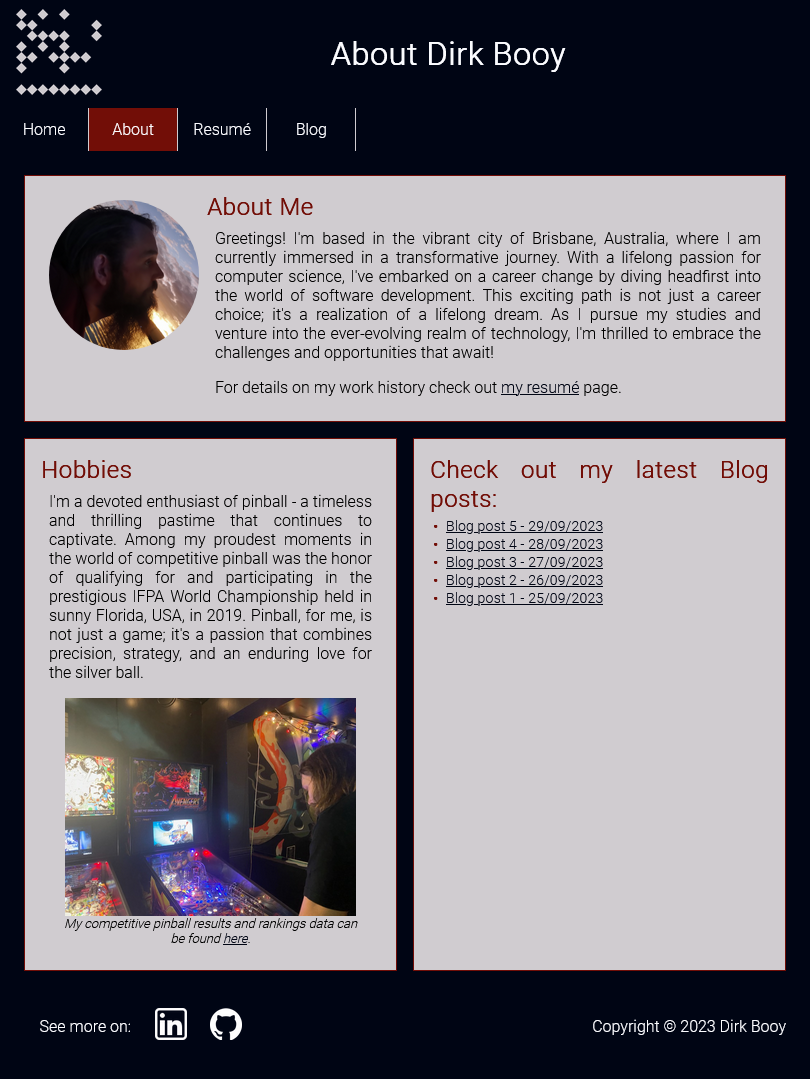 About Dirk Booy
Home
About
Resumé
Blog
About Me
Greetings! I'm based in the vibrant city of Brisbane, Australia, where I am
currently immersed in a transformative journey. With a lifelong passion for
computer science, I've embarked on a career change by diving headfirst into
the world of software development. This exciting path is not just a career
choice; it's a realization of a lifelong dream. As I pursue my studies and
venture into the ever-evolving realm of technology, I'm thrilled to embrace the
challenges and opportunities that await!
For details on my work history check out my resumé page.
Hobbies
I'm a devoted enthusiast of pinball - a timeless
and thrilling pastime that continues to
captivate. Among my proudest moments in
the world of competitive pinball was the honor
of qualifying for and participating in the
prestigious IFPA World Championship held in
sunny Florida, USA, in 2019. Pinball, for me, is
not just a game; it's a passion that combines
precision, strategy, and an enduring love for
the silver ball.
AVENGERS
My competitive pinball results and rankings data can
be found here.
Check out my latest Blog
posts:
Blog post 5 - 29/09/2023
Blog post 4 - 28/09/2023
Blog post 3 - 27/09/2023
Blog post 2 - 26/09/2023
Blog post 1 - 25/09/2023
See more on:
in
Copyright © 2023 Dirk Booy